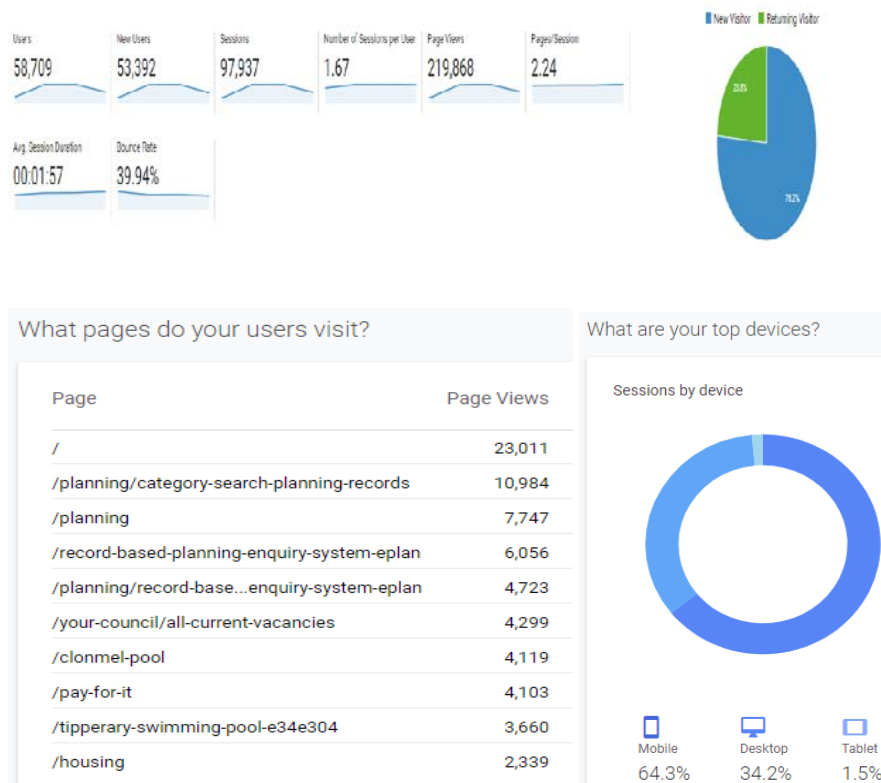 New Visitor Returning Visitor
Users New Users Sessions Number of Sessions per User Page Views Pages/Session
58,709 53,392 97,937 1.67 219,868 2.24
Avg. Session Duration Bounce Rate
00:01:57 39.94%
What pages do your users visit?
Page Page Views
/ 23,011
/planning/category-search-planning-records 10,984
/planning 7,747
/record-based-planning-enquiry-system-eplan 6,056
/planning/record-base...enquiry-system-eplan 4,723
/your-council/all-current-vacancies 4,299
/clonmel-pool 4,119
/pay-for-it 4,103
/tipperary-swimming-pool-e34e304 3,660
/housing 2,339
What are your top devices?
Sessions by device
Mobile Desktop Tablet
64.3% 34.2% 1.5%